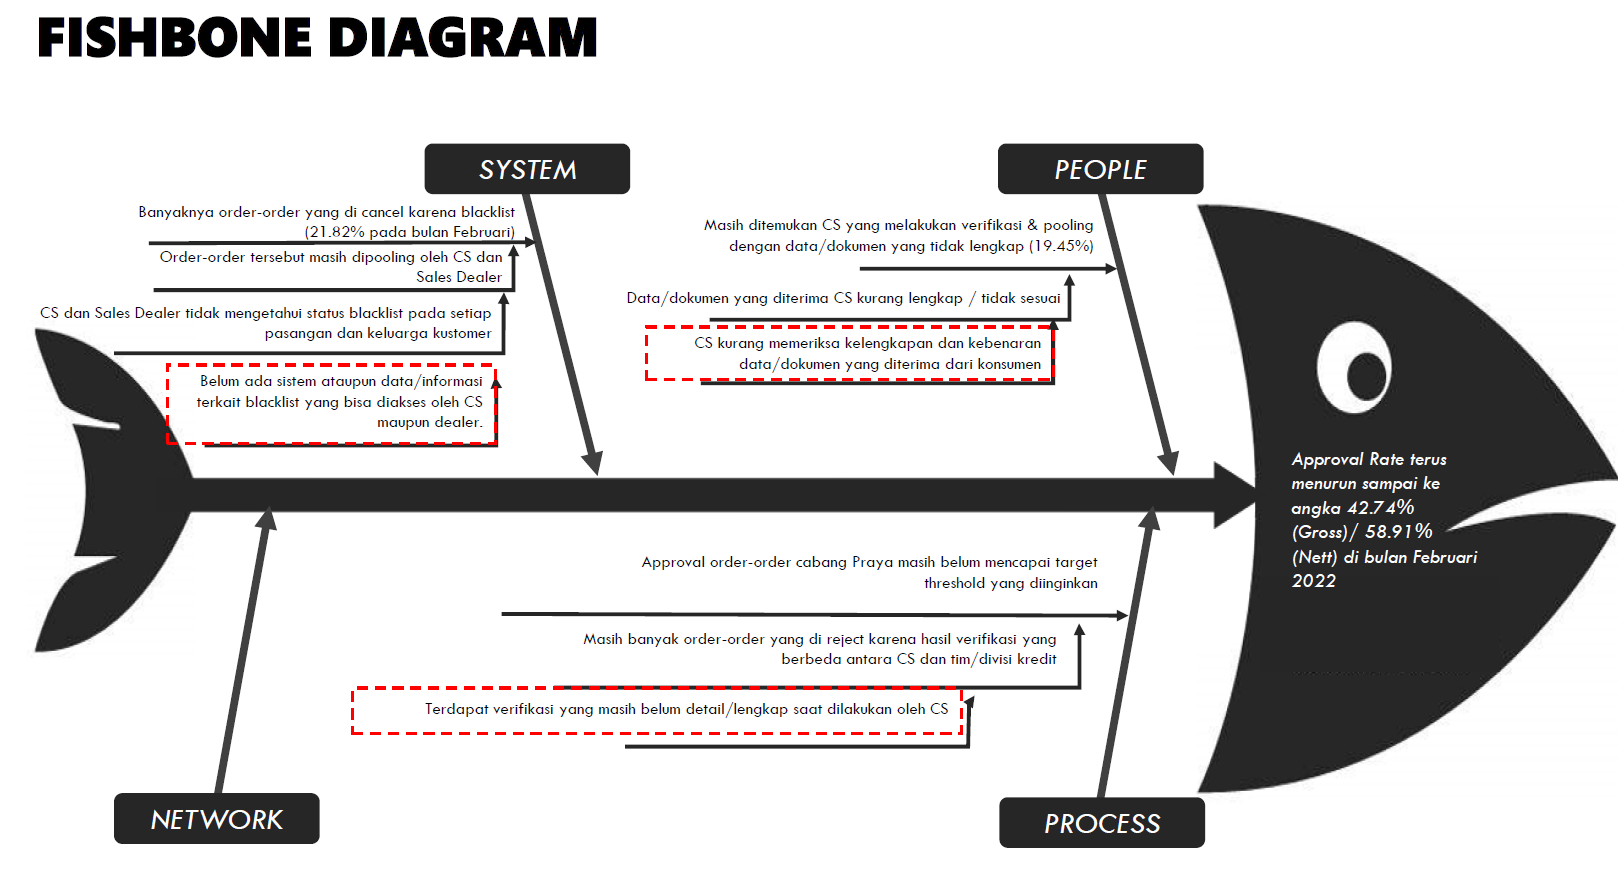 FISHBONE DIAGRAM
SYSTEM
PEOPLE
Banyaknya order-order yang di cancel karena blacklist
(21.82% pada bulan Februari)
Order-order tersebut masih dipooling oleh CS dan
Sales Dealer
CS dan Sales Dealer tidak mengetahui status blacklist pada setiap
pasangan dan keluarga kustomer
Belum ada sistem ataupun data/informasi
terkait blacklist yang bisa diakses oleh CS
maupun dealer.
Masih ditemukan CS yang melakukan verifikasi & pooling
dengan data/dokumen yang tidak lengkap (19.45%)
Data/dokumen yang diterima CS kurang lengkap / tidak sesuai
CS kurang memeriksa kelengkapan dan kebenaran
data/dokumen yang diterima dari konsumen
Approval Rate terus
menurun sampai ke
angka 42.74%
(Gross)/ 58.91%
(Nett) di bulan Februari
2022
Approval order-order cabang Praya masih belum mencapai target
threshold yang diinginkan
Masih banyak order-order yang di reject karena hasil verifikasi yang
berbeda antara CS dan tim/divisi kredit
Terdapat verifikasi yang masih belum detail/lengkap saat dilakukan oleh CS
NETWORK
PROCESS